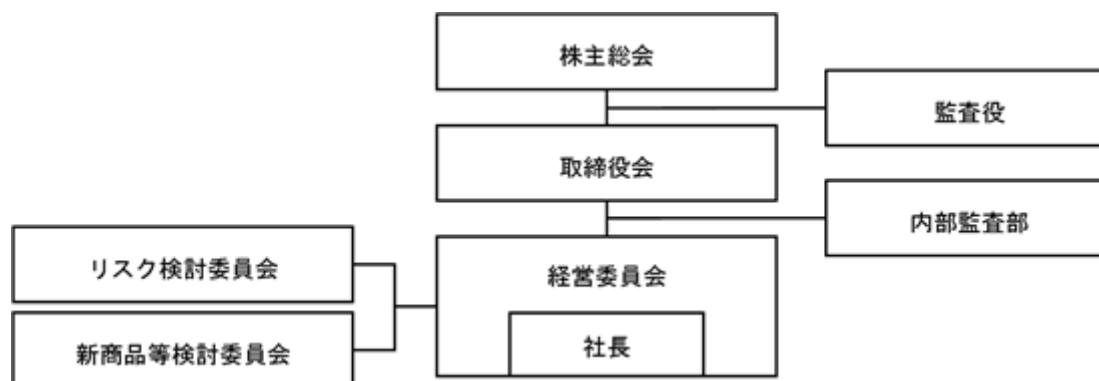 株主総会
監査役
取締役会
内部監査部
リスク検討委員会
経営委員会
新商品等検討委員会
社長